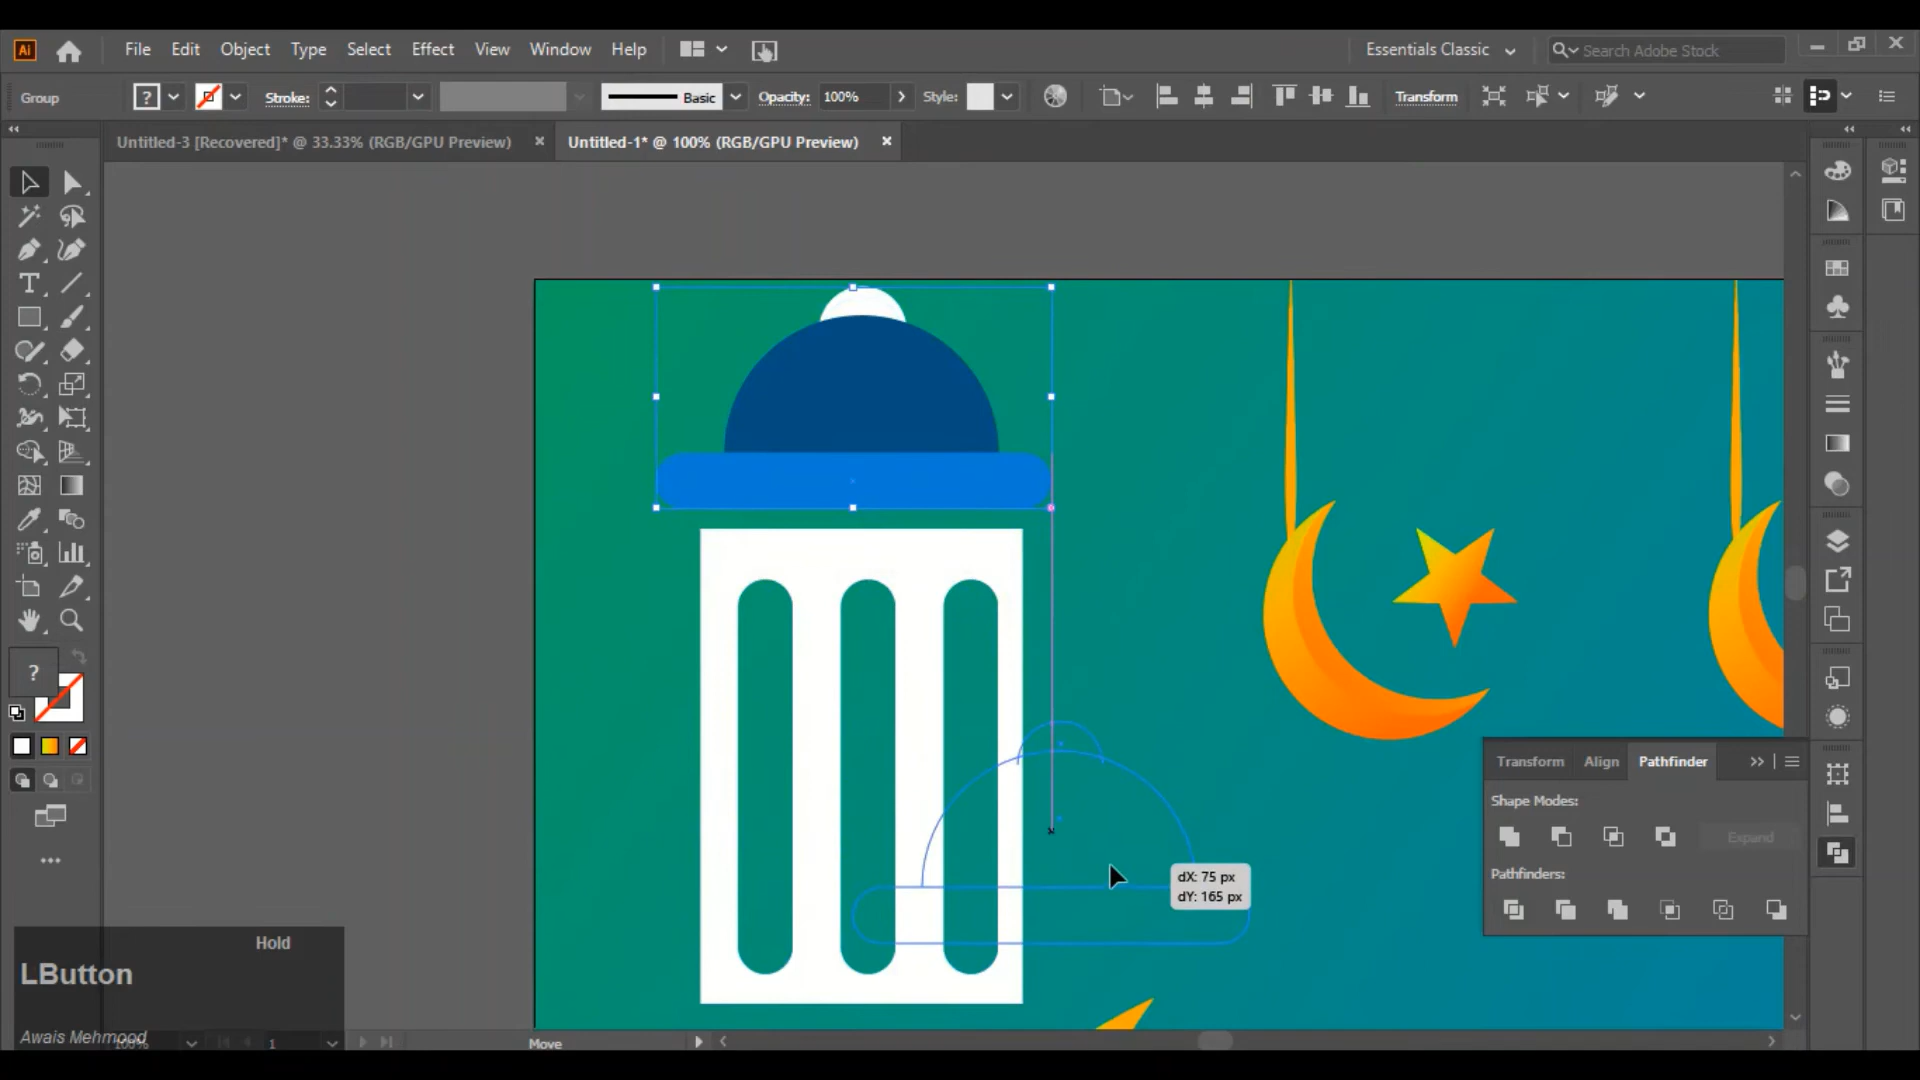 Ai File Edit Object Type Select Effect View Window Help Essentials Classic Search Adobe Stock
Group ? Stroke: Basic Opacity: 100% Style: Transform
Untitled-3 [Recovered]* @ 33.33% (RGB/GPU Preview) Untitled-1* @ 100% (RGB/GPU Preview)
?
Transform Align Pathfinder
Shape Modes:
Expand
Pathfinders:
dX: 75 px
dY: 165 px
Hold
LButton
Awais Mehmood
100% 1 Move